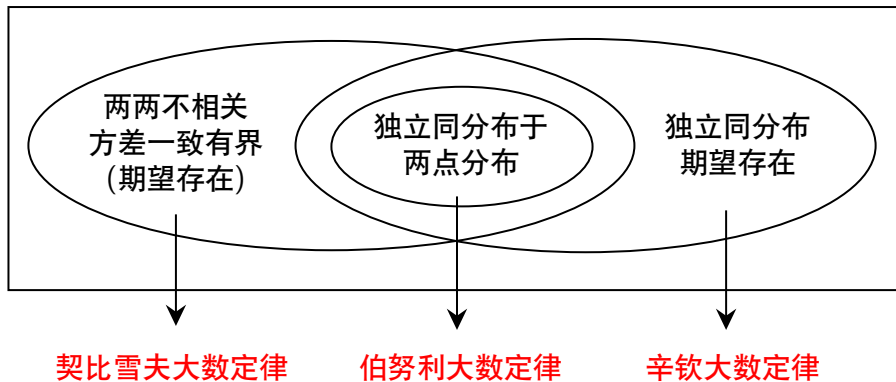 两两不相关
方差一致有界
(期望存在)
独立同分布于
两点分布
独立同分布
期望存在
契比雪夫大数定律
伯努利大数定律
辛钦大数定律